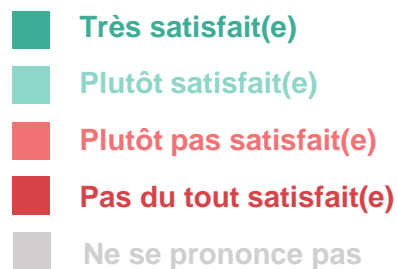 Très satisfait(e)
Plutôt satisfait(e)
Plutôt pas satisfait(e)
Pas du tout satisfait(e)
Ne se prononce pas